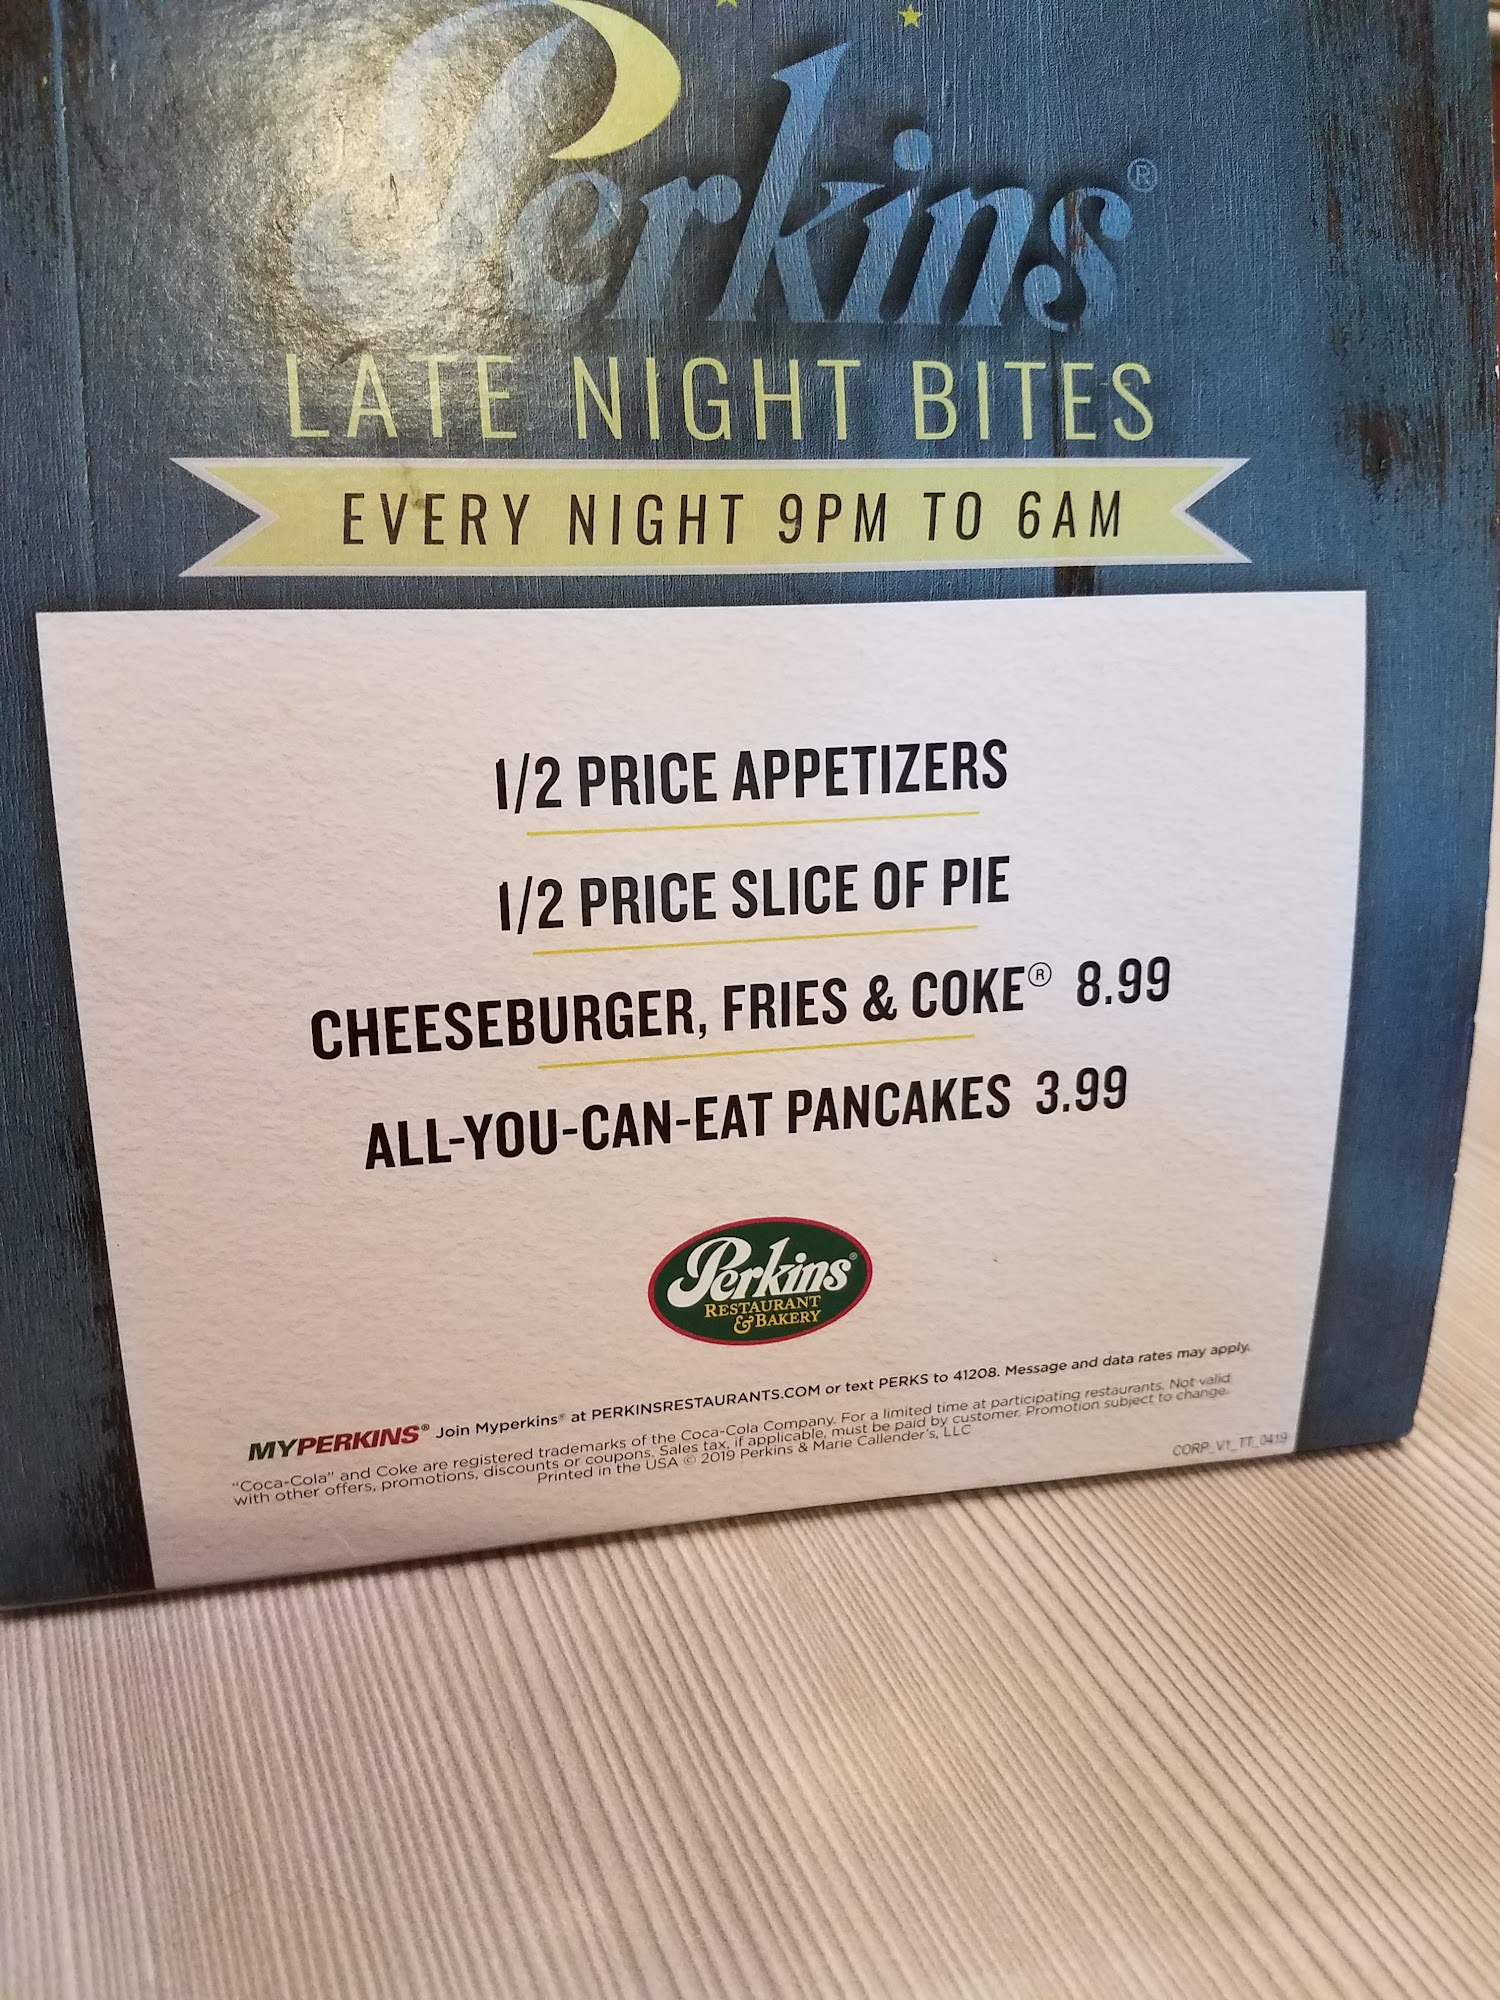 Perkins®
LATE NIGHT BITES
EVERY NIGHT 9PM TO 6AM
1/2 PRICE APPETIZERS
1/2 PRICE SLICE OF PIE
CHEESEBURGER, FRIES & COKE® 8.99
ALL-YOU-CAN-EAT PANCAKES 3.99
Perkins®
RESTAURANT
& BAKERY
MYPERKINS® Join Myperkins® at PERKINSRESTAURANTS.COM or text PERKS to 41208. Message and data rates may apply.
"Coca-Cola" and Coke are registered trademarks of the Coca-Cola Company. For a limited time at participating restaurants. Not valid
with other offers, promotions, discounts or coupons. Sales tax, if applicable, must be paid by customer. Promotion subject to change.
Printed in the USA © 2019 Perkins & Marie Callender's, LLC
CORP_V1_TT_0419